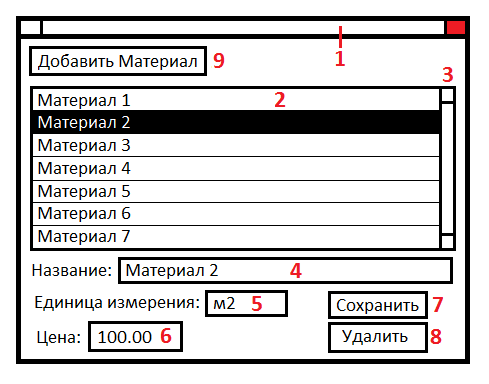 1
Добавить Материал 9
3
Материал 1 2
Материал 2
Материал 3
Материал 4
Материал 5
Материал 6
Материал 7
Название: Материал 2 4
Единица измерения: м2 5
Сохранить 7
Цена: 100.00 6
Удалить 8